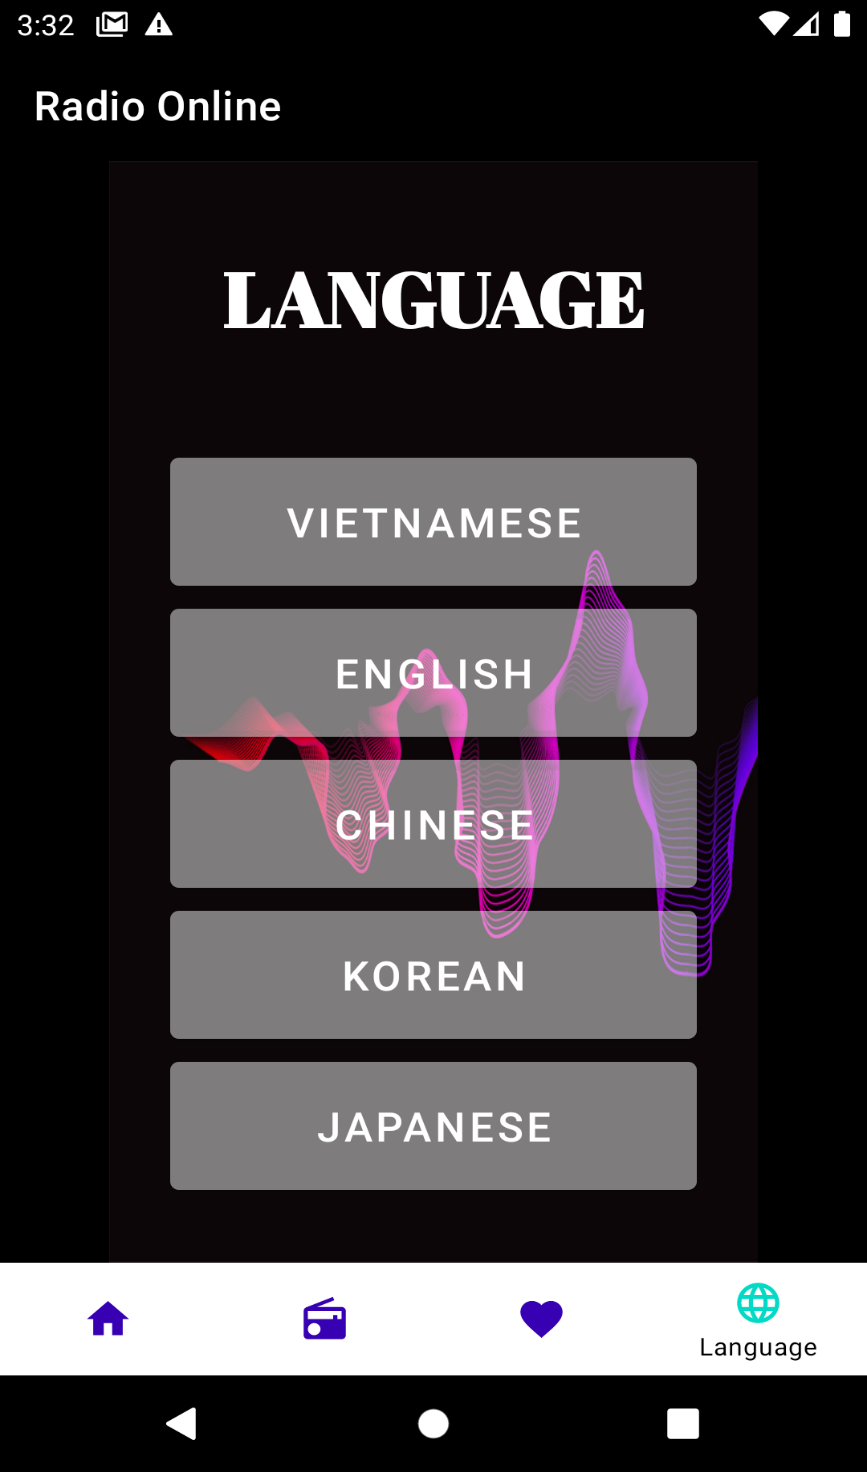 3:32
Radio Online
LANGUAGE
VIETNAMESE
ENGLISH
CHINESE
KOREAN
JAPANESE
Language